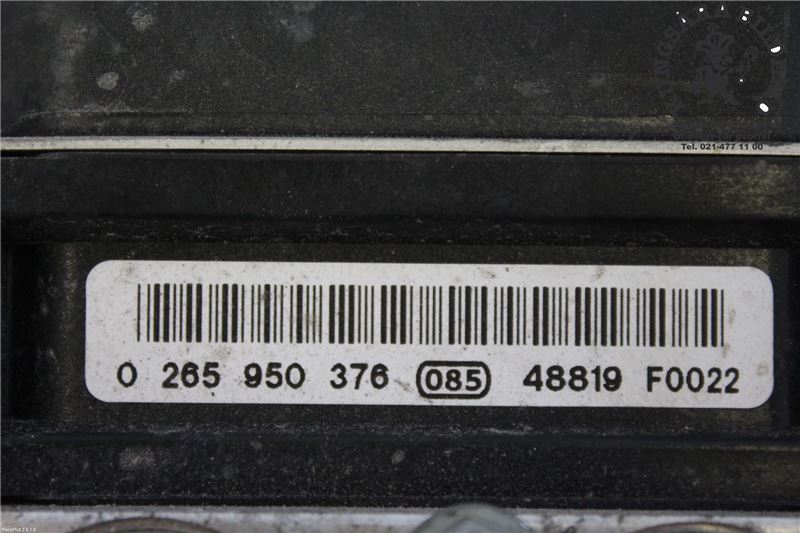 Tel. 021-477 11 00
0 265 950 376 085 48819 F0022